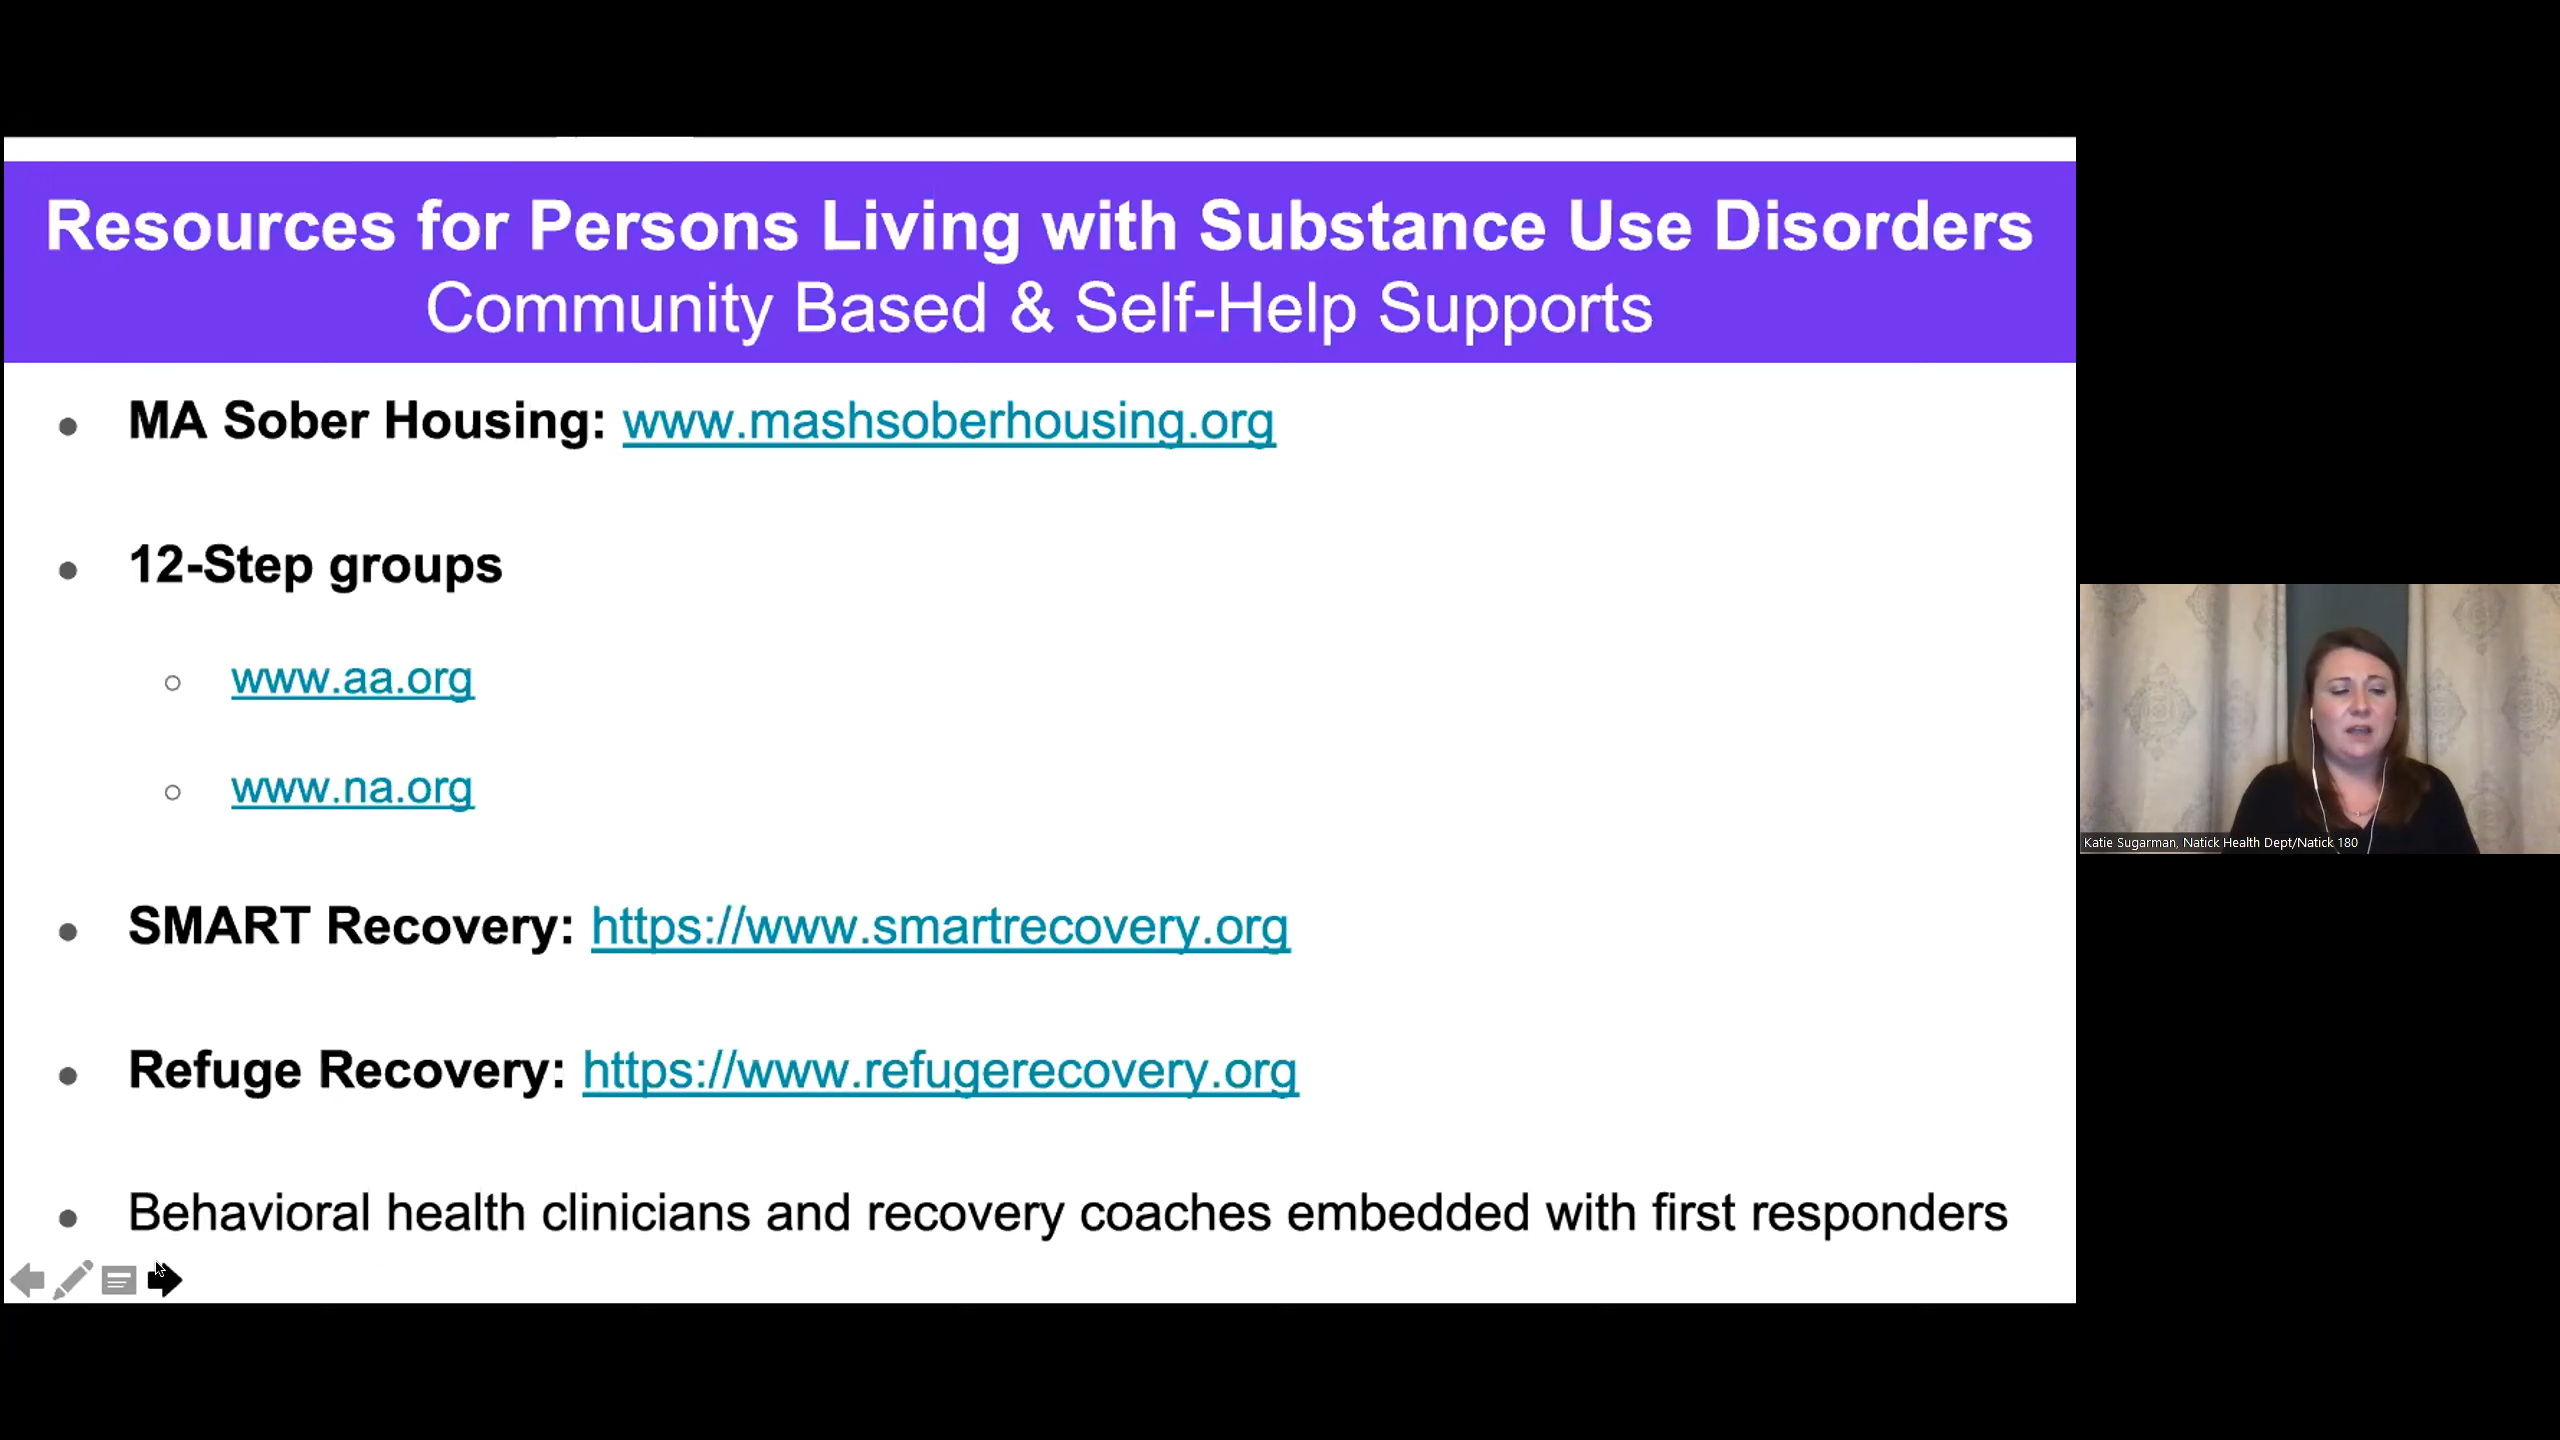 Resources for Persons Living with Substance Use Disorders
Community Based & Self-Help Supports
MA Sober Housing: www.mashsoberhousing.org
12-Step groups
www.aa.org
www.na.org
SMART Recovery: https://www.smartrecovery.org
Refuge Recovery: https://www.refugerecovery.org
Behavioral health clinicians and recovery coaches embedded with first responders
Katie Sugarman, Natick Health Dept/Natick 180